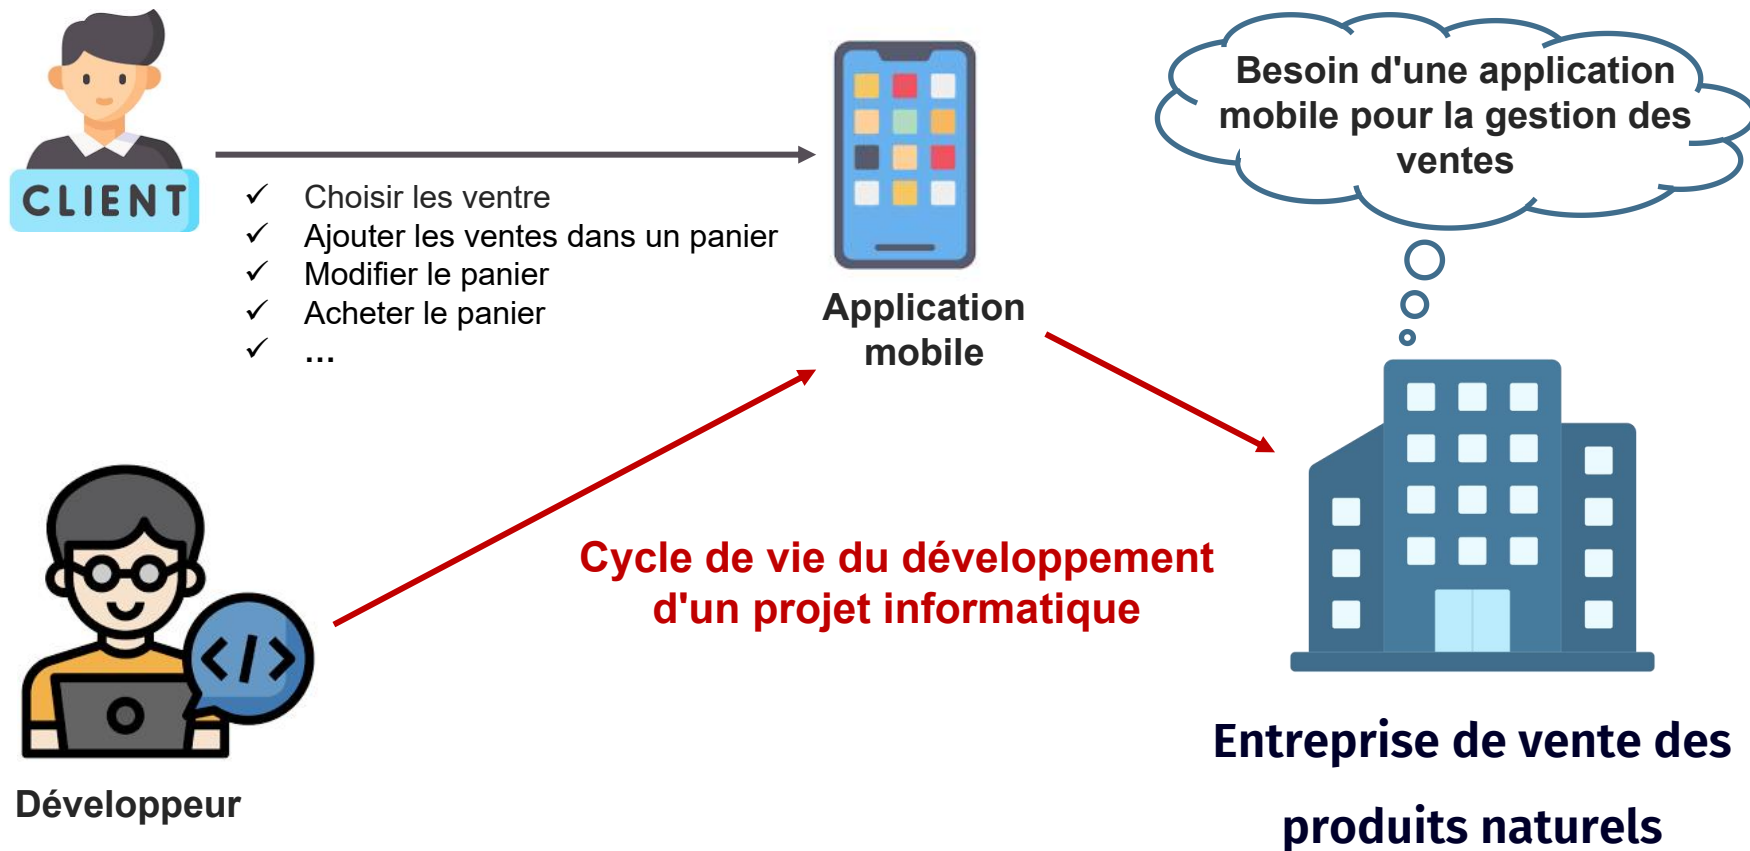 CLIENT
✓ Choisir les ventre
✓ Ajouter les ventes dans un panier
✓ Modifier le panier
✓ Acheter le panier
✓ ...
Application
mobile
Besoin d'une application
mobile pour la gestion des
ventes
Cycle de vie du développement
d'un projet informatique
</>
Développeur
Entreprise de vente des
produits naturels